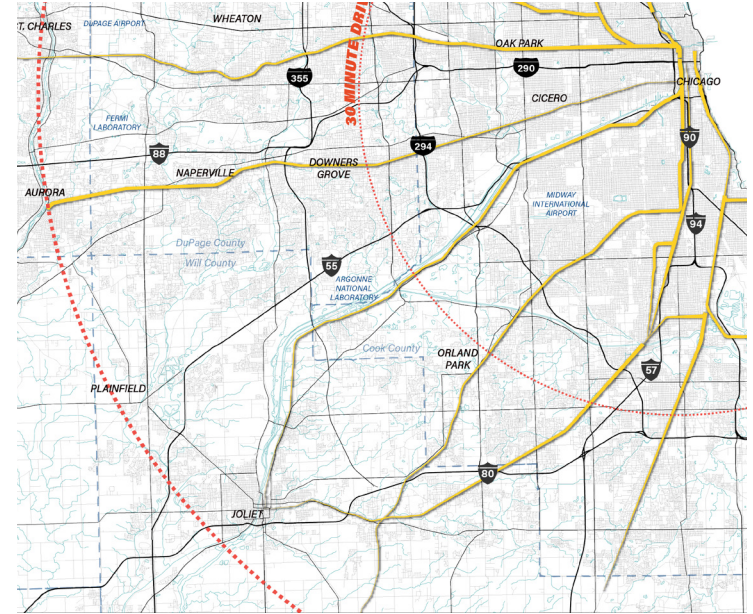 T. CHARLES
DuPAGE AIRPORT
WHEATON
30 MINUTE DRI
OAK PARK
355
290
CHICAGO
CICERO
FERMI
LABORATORY
88
294
90
NAPERVILLE
DOWNERS
GROVE
AURORA
MIDWAY
INTERNATIONAL
AIRPORT
94
DuPage County
Will County
55
ARGONNE
NATIONAL
LABORATORY
Cook County
ORLAND
PARK
57
PLAINFIELD
80
JOLIET